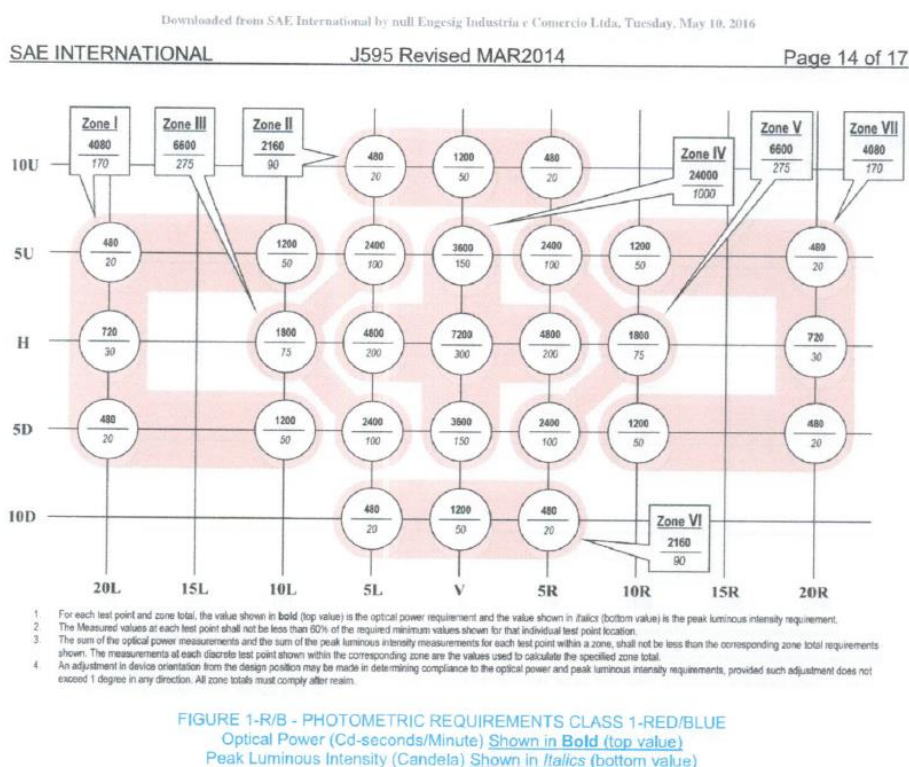 Downloaded from SAE International by null Engesig Industria e Comercio Ltda, Tuesday, May 10, 2016
SAE INTERNATIONAL J595 Revised MAR2014 Page 14 of 17
Zone I
4080
170
Zone III
6600
275
Zone II
2160
90
Zone IV
24000
1000
Zone V
6600
275
Zone VII
4080
170
10U
480
20
1200
50
480
20
5U
480
20
1200
50
2400
100
3600
150
2400
100
1200
50
480
20
H
720
30
1800
75
4800
200
7200
300
4800
200
1800
75
720
30
5D
480
20
1200
50
2400
100
3600
150
2400
100
1200
50
480
20
10D
480
20
1200
50
480
20
Zone VI
2160
90
20L 15L 10L 5L V 5R 10R 15R 20R
1 For each test point and zone total, the value shown in bold (top value) is the optical power requirement and the value shown in italics (bottom value) is the peak luminous intensity requirement.
2. The Measured values at each test point shall not be less than 60% of the required minimum values shown for that individual test point location.
3. The sum of the optical power measurements and the sum of the peak luminous intensity measurements for each test point within a zone, shall not be less than the corresponding zone total requirements
shown. The measurements at each discrete test point shown within the corresponding zone are the values used to calculate the specified zone total.
4 An adjustment in device orientation from the design position may be made in determining compliance to the optical power and peak luminous intensity requirements, provided such adjustment does not
exceed 1 degree in any direction. All zone totals must comply after reaim.
FIGURE 1-R/B - PHOTOMETRIC REQUIREMENTS CLASS 1-RED/BLUE
Optical Power (Cd-seconds/Minute) Shown in Bold (top value)
Peak Luminous Intensity (Candela) Shown in Italics (bottom value)